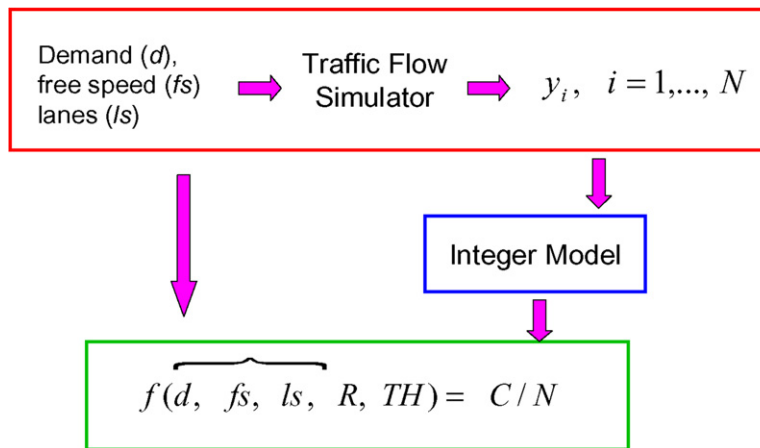 Demand (d),
free speed (fs)
lanes (ls)
Traffic Flow
Simulator
y_i, i = 1,..., N
Integer Model
f(d, fs, ls, R, TH) = C / N